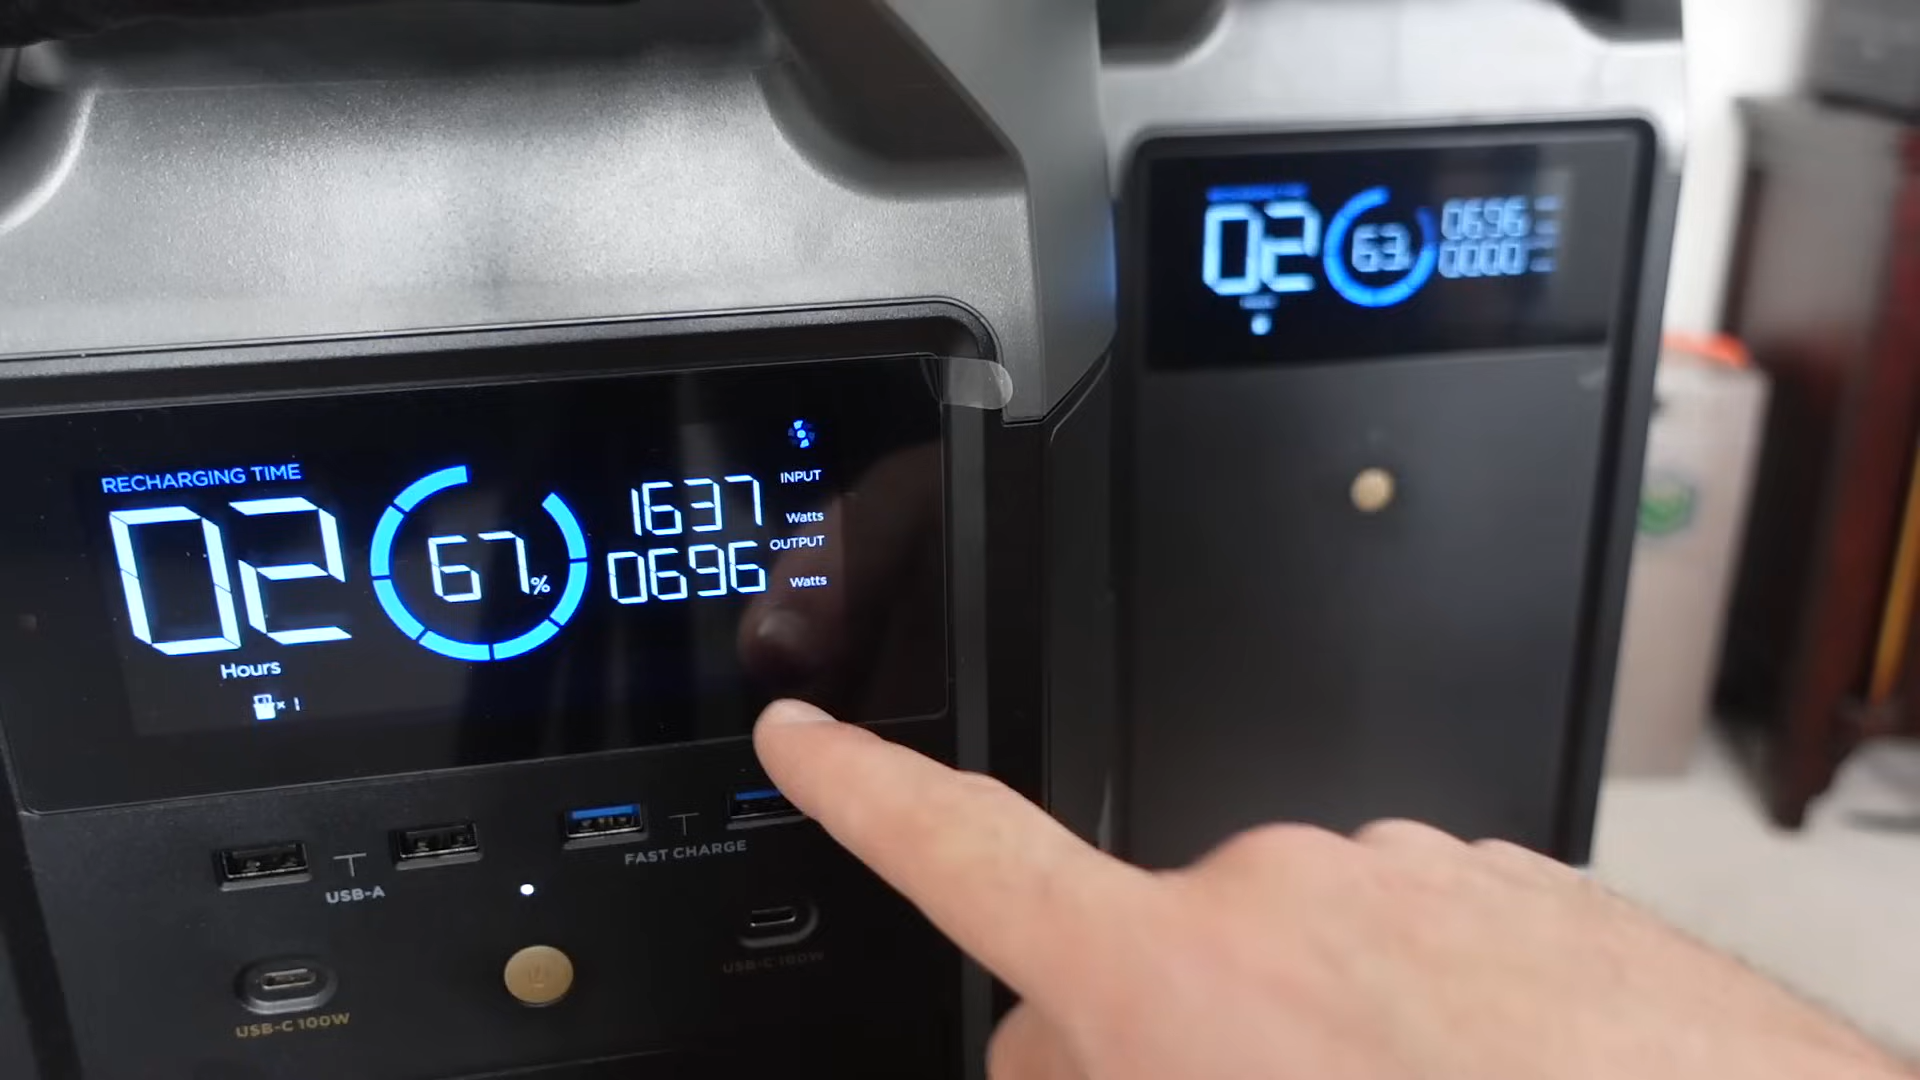 RECHARGING TIME
02
Hours
x 1
67%
1637
INPUT
Watts
0696
OUTPUT
Watts
USB-A
FAST CHARGE
USB-C 100W
USB-C 100W
02
63
0696
0000